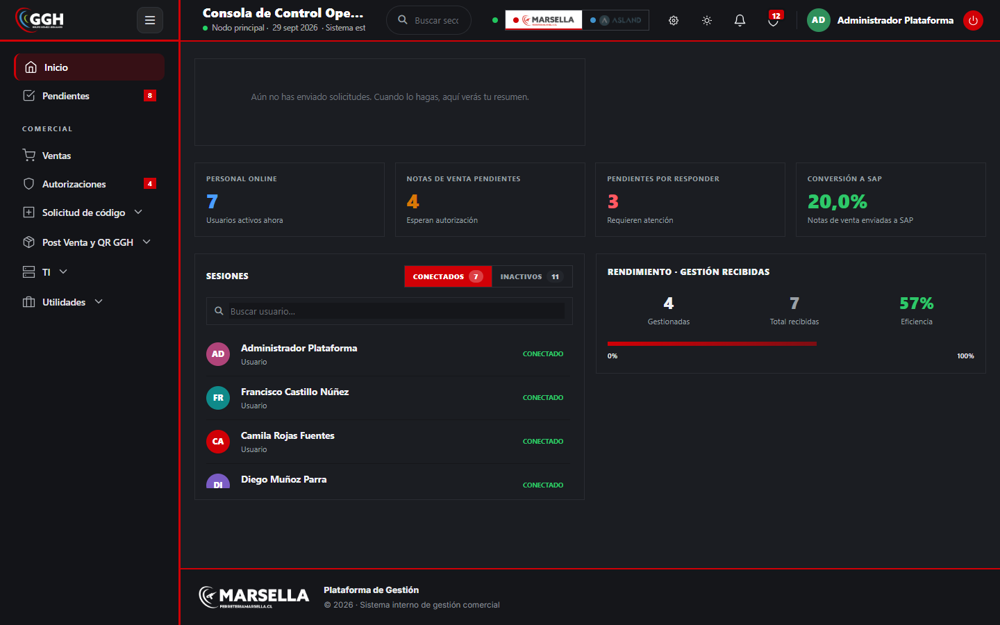 GGH
Consola de Control Ope...
Nodo principal · 29 sept 2026 · Sistema est
Buscar secc
MARSELLA
FERRETERIAMARSELLA.CL
ASLAND
12
AD
Administrador Plataforma
Inicio
Pendientes
8
COMERCIAL
Ventas
Autorizaciones
4
Solicitud de código
Post Venta y QR GGH
TI
Utilidades
Aún no has enviado solicitudes. Cuando lo hagas, aquí verás tu resumen.
PERSONAL ONLINE
7
Usuarios activos ahora
NOTAS DE VENTA PENDIENTES
4
Esperan autorización
PENDIENTES POR RESPONDER
3
Requieren atención
CONVERSIÓN A SAP
20,0%
Notas de venta enviadas a SAP
SESIONES
CONECTADOS 7
INACTIVOS 11
Buscar usuario...
AD
Administrador Plataforma
Usuario
CONECTADO
FR
Francisco Castillo Núñez
Usuario
CONECTADO
CA
Camila Rojas Fuentes
Usuario
CONECTADO
DI
Diego Muñoz Parra
CONECTADO
RENDIMIENTO · GESTIÓN RECIBIDAS
4
Gestionadas
7
Total recibidas
57%
Eficiencia
0%
100%
MARSELLA
FERRETERIAMARSELLA.CL
Plataforma de Gestión
© 2026 · Sistema interno de gestión comercial